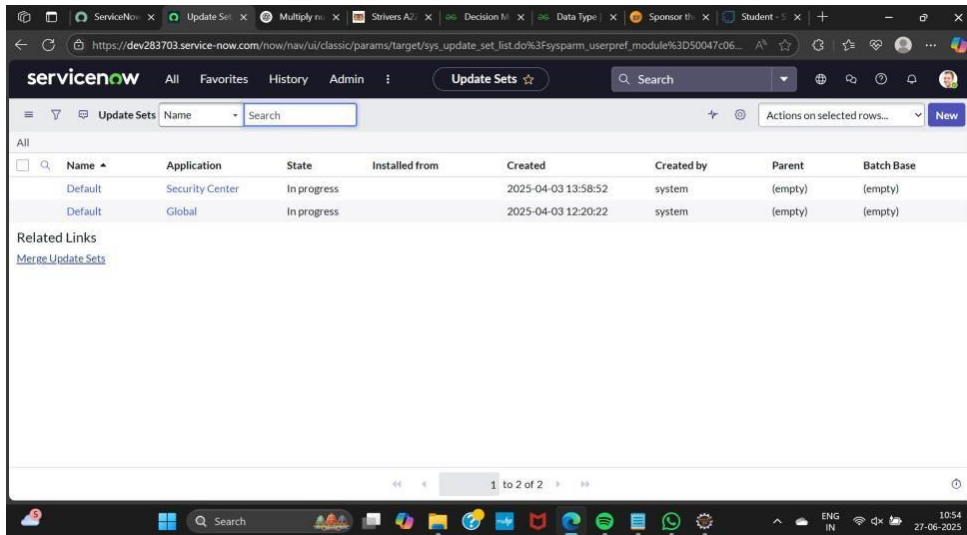 ServiceNow Update Set Multiply nu Strivers A2Z Decision M Data Type | Sponsor th Student - S
https://dev283703.service-now.com/now/nav/ui/classic/params/target/sys_update_set_list.do%3Fsysparm_userpref_module%3D50047c06...
servicenow All Favorites History Admin Update Sets Search
Update Sets Name Search Actions on selected rows... New
All
Name Application State Installed from Created Created by Parent Batch Base
Default Security Center In progress 2025-04-03 13:58:52 system (empty) (empty)
Default Global In progress 2025-04-03 12:20:22 system (empty) (empty)
Related Links
Merge Update Sets
1 to 2 of 2
5 Search ENG 10:54
IN 27-06-2025